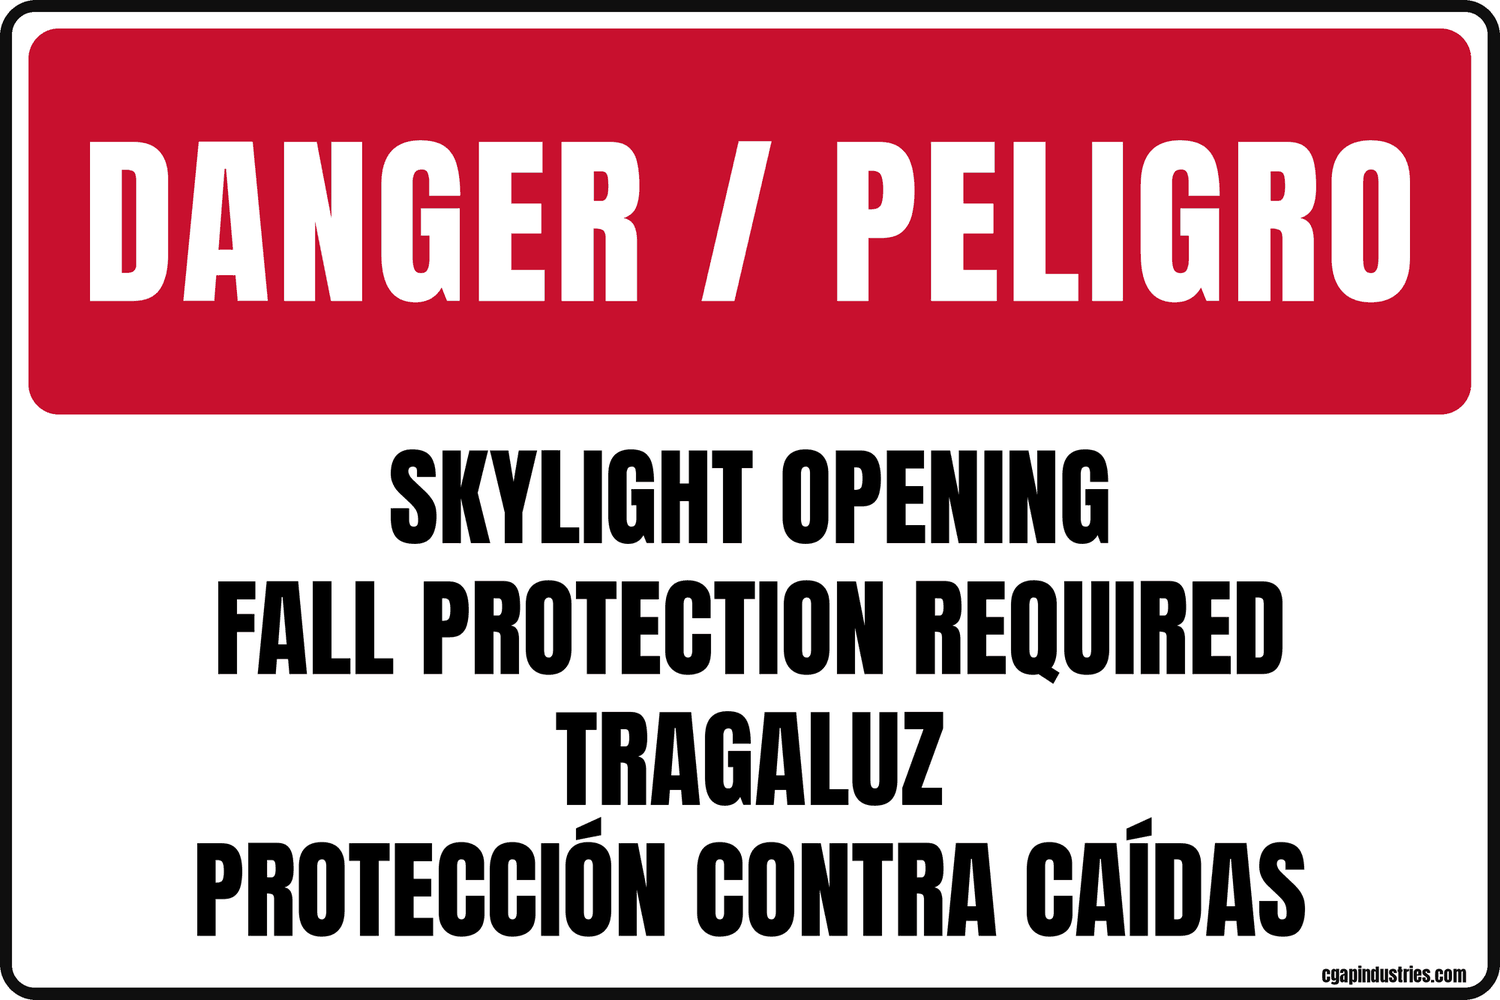 DANGER / PELIGRO
SKYLIGHT OPENING
FALL PROTECTION REQUIRED
TRAGALUZ
PROTECCIÓN CONTRA CAÍDAS
cgapindustries.com